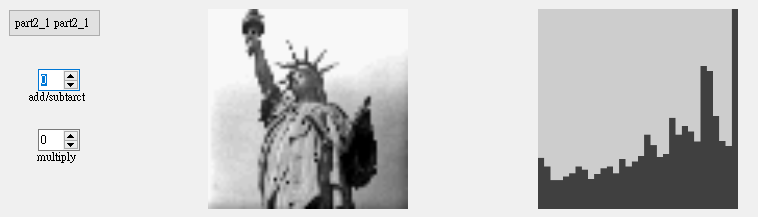 part2_1 part2_1
0
add/subtarct
0
multiply